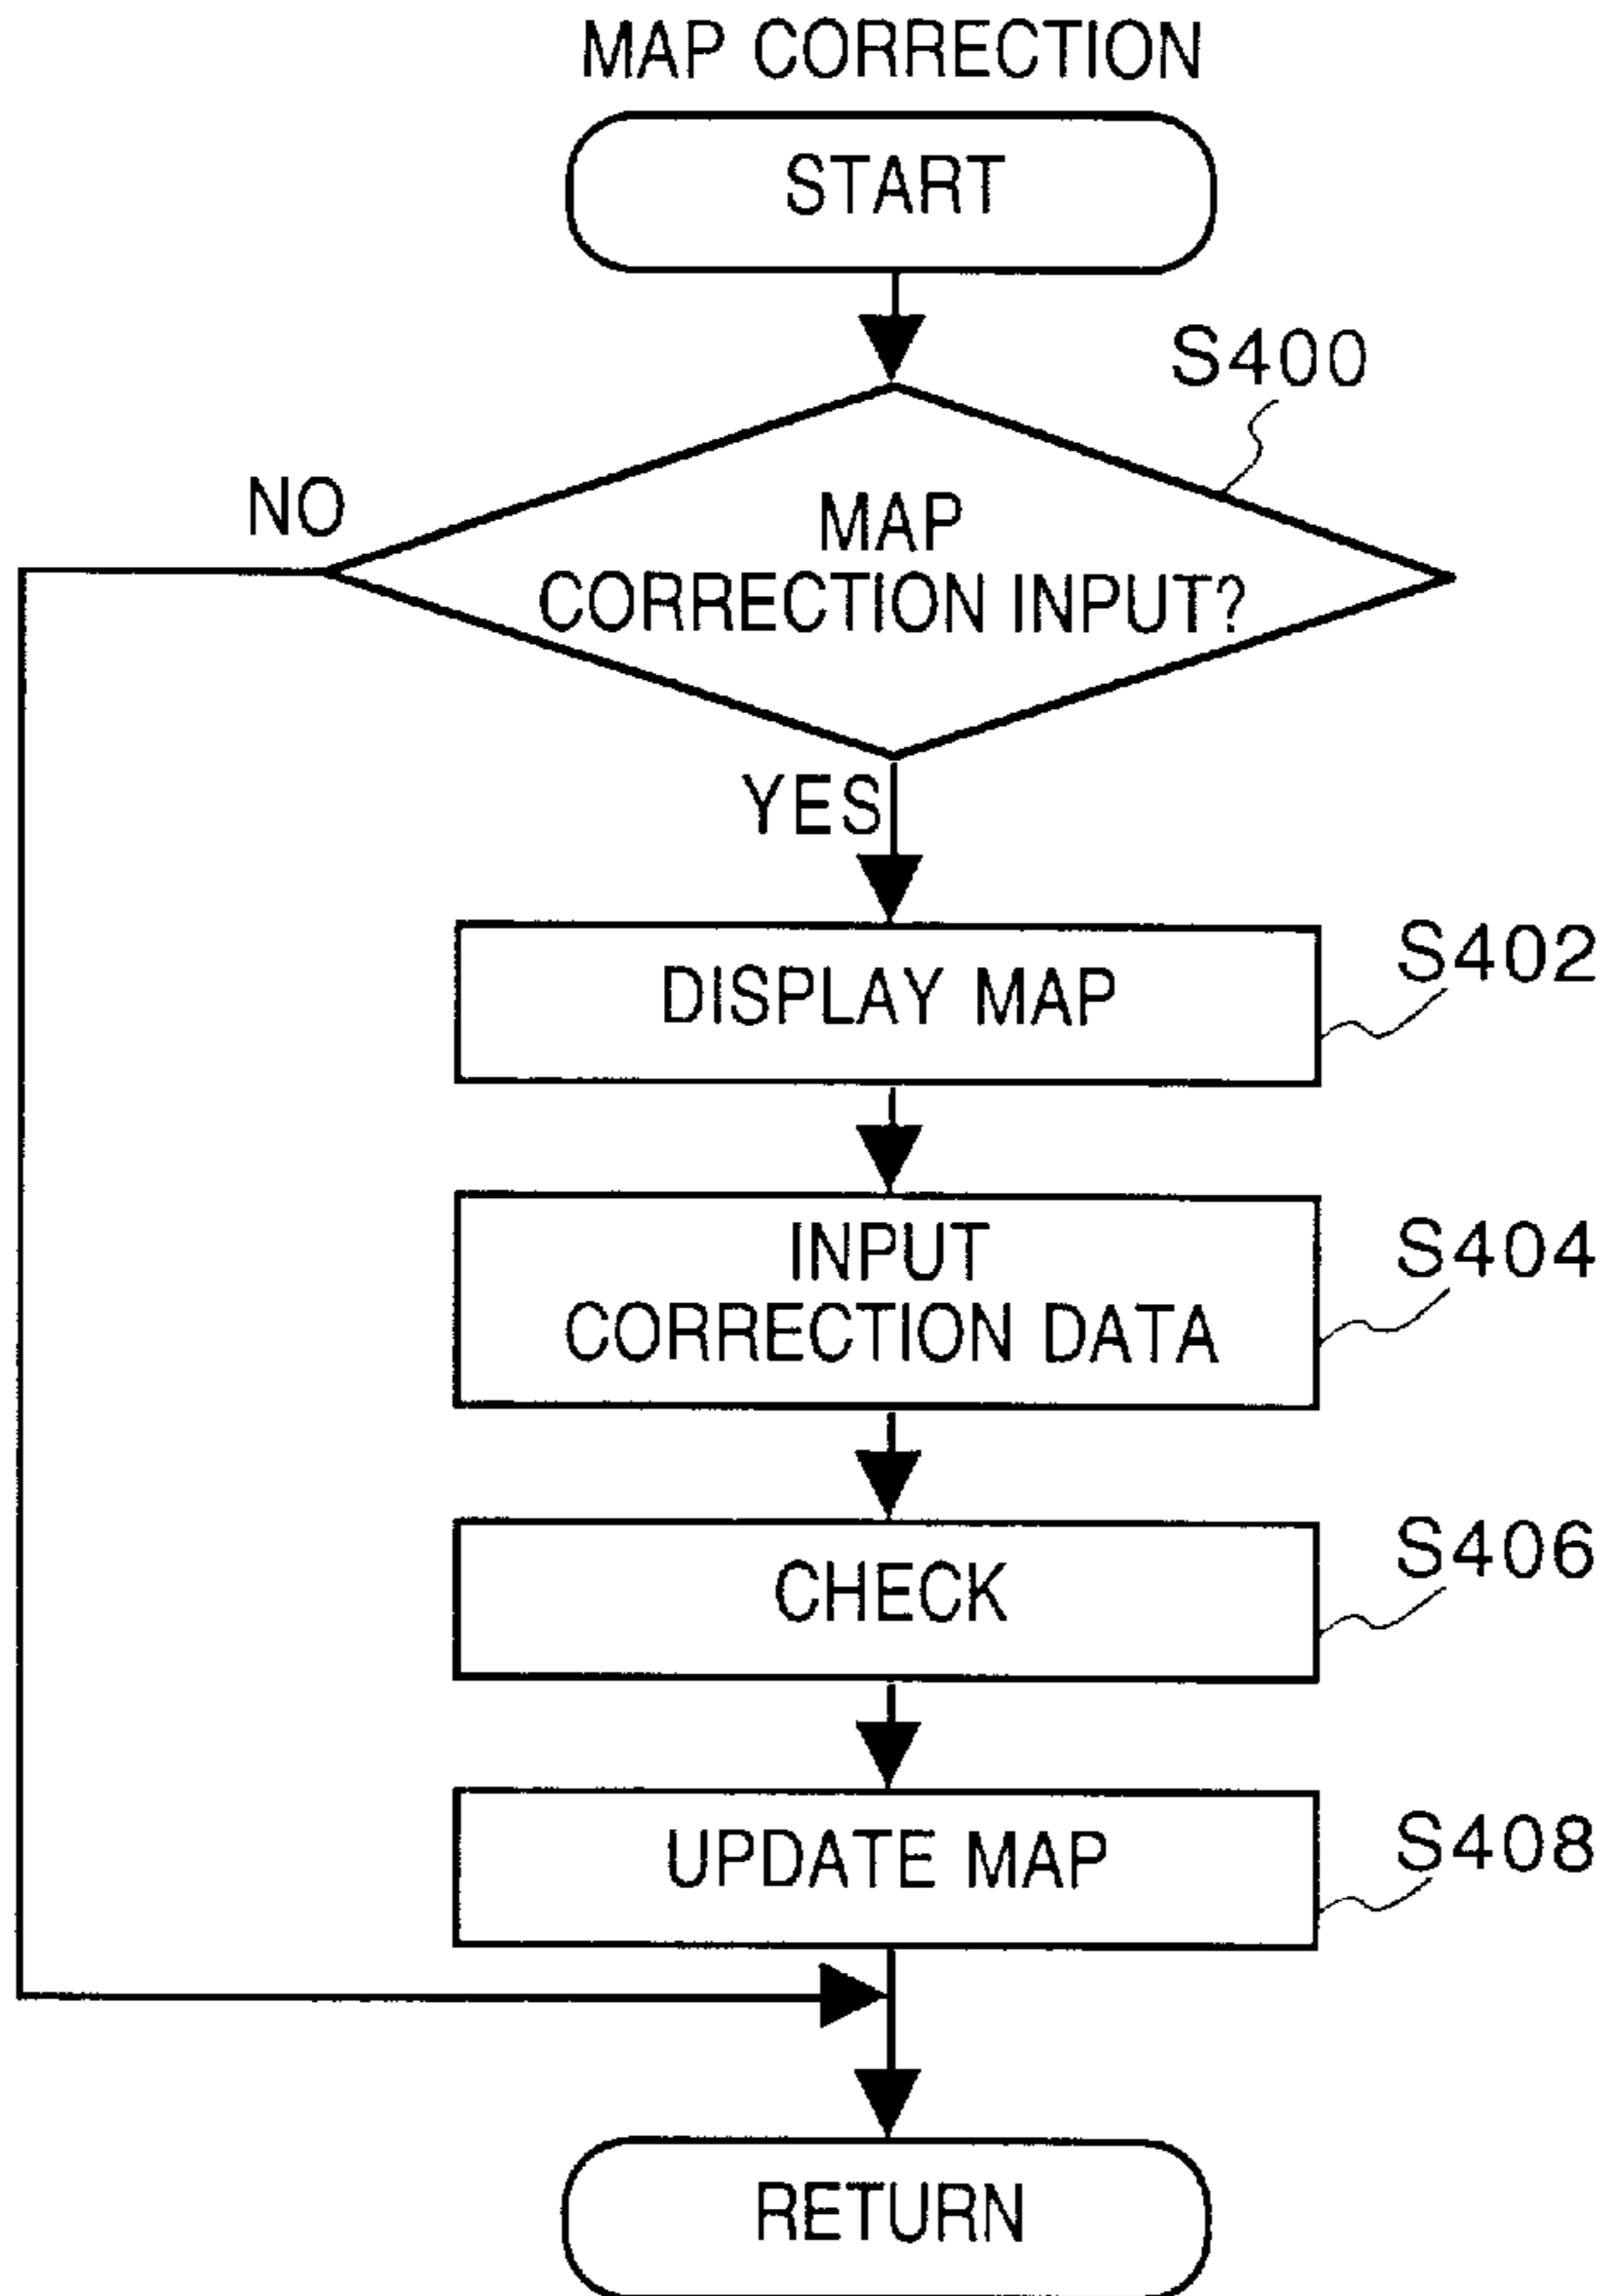 MAP CORRECTION
START
S400
NO
MAP
CORRECTION INPUT?
YES
DISPLAY MAP
S402
INPUT
CORRECTION DATA
S404
CHECK
S406
UPDATE MAP
S408
RETURN